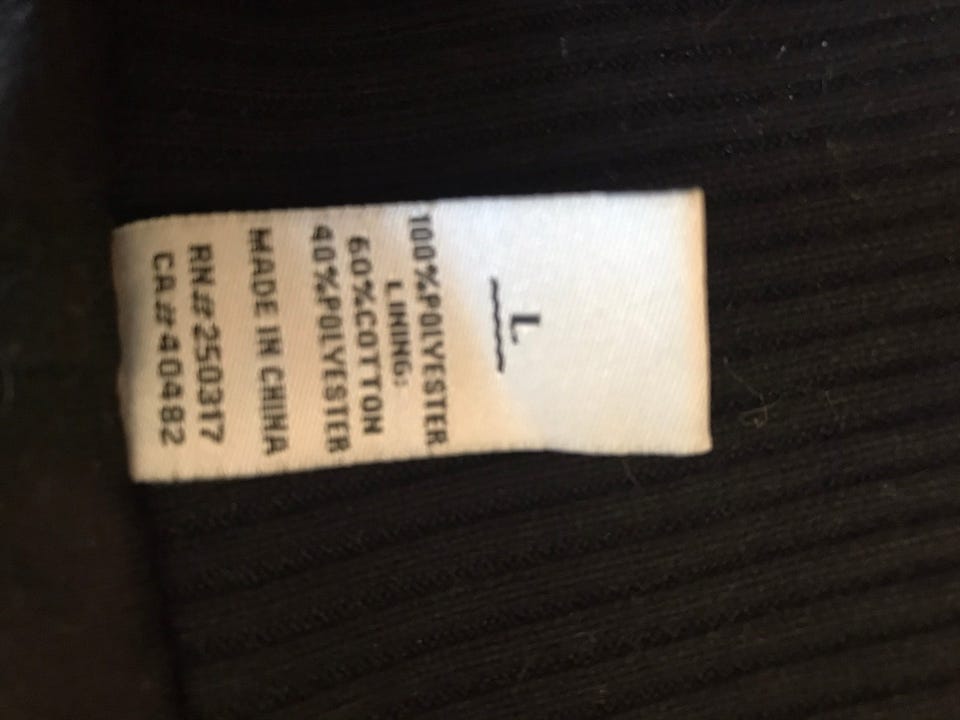 L
100%POLYESTER
LINING:
60%COTTON
40%POLYESTER
MADE IN CHINA
RN#250317
CA#40482